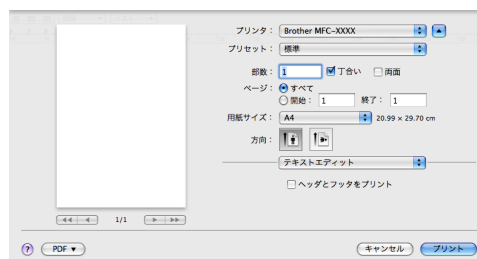 プリンタ： Brother MFC-XXXX
プリセット： 標準
部数： 1 丁合い 両面
ページ： すべて
開始： 1 終了： 1
用紙サイズ： A4 20.99 × 29.70 cm
方向：
テキストエディット
ヘッダとフッタをプリント
1/1
? PDF▼ キャンセル プリント